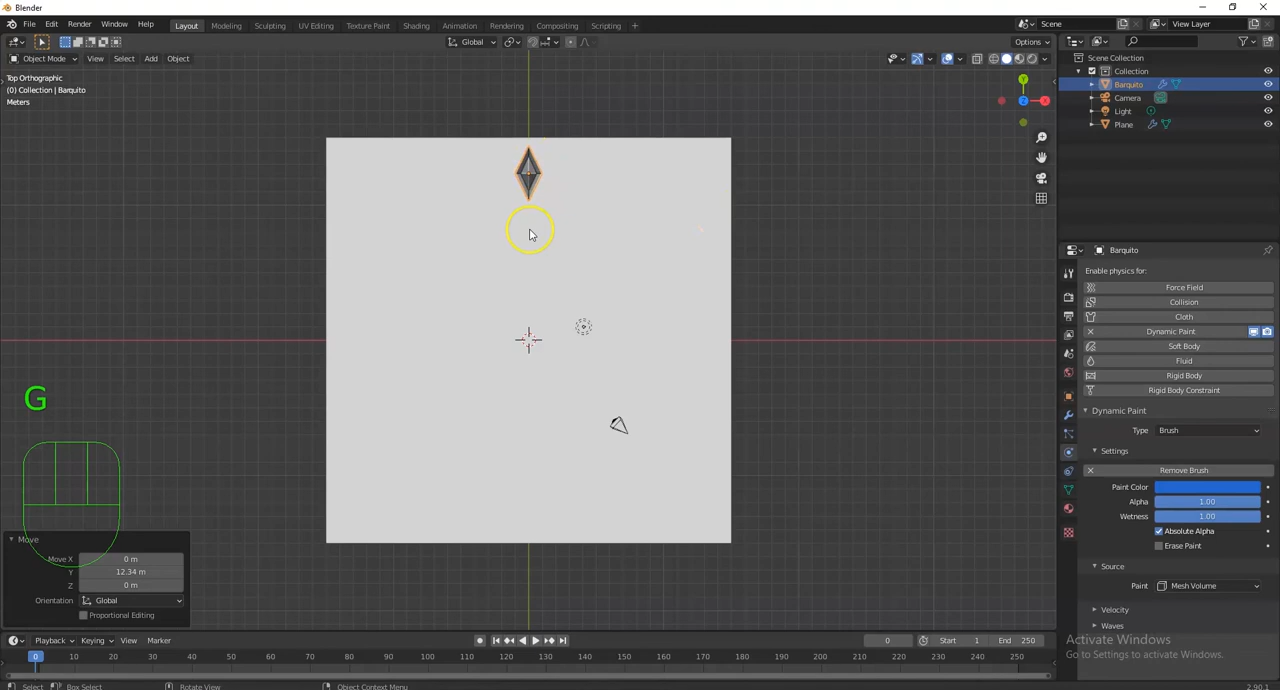 Blender
File Edit Render Window Help Layout Modeling Sculpting UV Editing Texture Paint Shading Animation Rendering Compositing Scripting + Scene View Layer
Global Options
Object Mode View Select Add Object
Top Orthographic
(0) Collection | Barquito
Meters
Y
Z X
Scene Collection
Collection
Barquito
Camera
Light
Plane
Barquito
Enable physics for:
Force Field
Collision
Cloth
Dynamic Paint
Soft Body
Fluid
Rigid Body
Rigid Body Constraint
Dynamic Paint
Type Brush
Settings
Remove Brush
Paint Color
Alpha 1.00
Wetness 1.00
Absolute Alpha
Erase Paint
Source
Paint Mesh Volume
Velocity
Waves
G
Move
Move X 0 m
Y 12.34 m
Z 0 m
Orientation Global
Proportional Editing
Activate Windows
Go to Settings to activate Windows.
Playback Keying View Marker 0 Start 1 End 250
0 10 20 30 40 50 60 70 80 90 100 110 120 130 140 150 160 170 180 190 200 210 220 230 240 250
Select Box Select Rotate View Object Context Menu 2.90.1